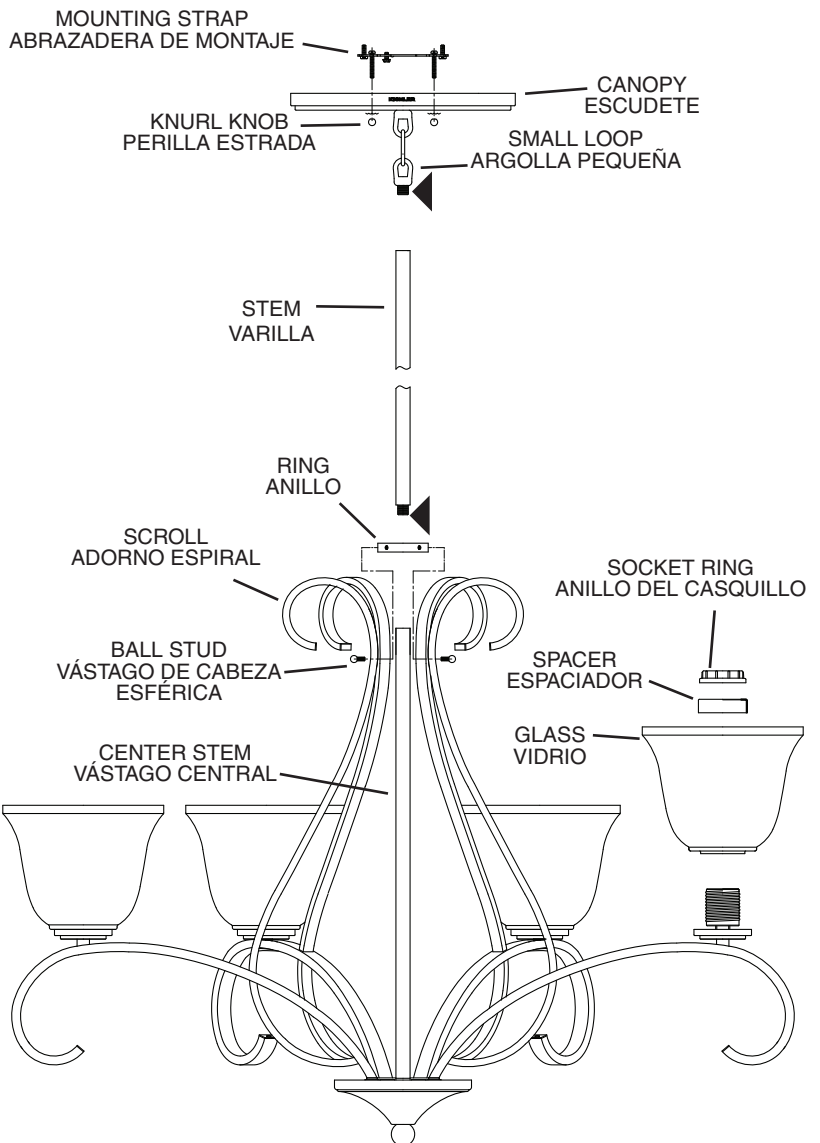 MOUNTING STRAP
ABRAZADERA DE MONTAJE
CANOPY
ESCUDETE
KNURL KNOB
PERILLA ESTRADA
SMALL LOOP
ARGOLLA PEQUEÑA
STEM
VARILLA
RING
ANILLO
SCROLL
ADORNO ESPIRAL
SOCKET RING
ANILLO DEL CASQUILLO
BALL STUD
VÁSTAGO DE CABEZA
ESFÉRICA
SPACER
ESPACIADOR
GLASS
VIDRIO
CENTER STEM
VÁSTAGO CENTRAL